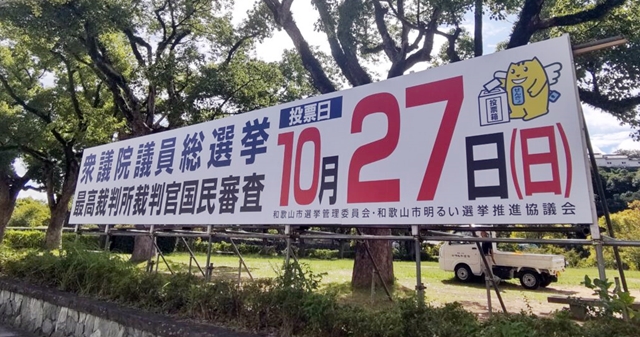 衆議院議員総選挙
最高裁判所裁判官国民審査
投票日
10月27日(日)
投票箱
和歌山市選挙管理委員会・和歌山市明るい選挙推進協議会